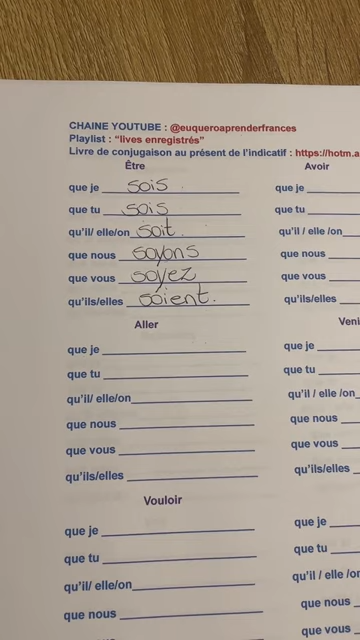 CHAINE YOUTUBE : @euqueroaprenderfrances
Playlist : “lives enregistrés”
Livre de conjugaison au présent de l’indicatif : https://hotm.a
Être
que je sois.
que tu sois
qu’il/ elle/on soit.
que nous soyons
que vous soyez
qu’ils/elles soient.
Avoir
que je
que tu
qu’il / elle /on
que nous
que vous
qu’ils/elles
Aller
que je
que tu
qu’il/ elle/on
que nous
que vous
qu’ils/elles
Veni
que je
que tu
qu’il / elle /on
que nous
que vous
qu’ils/elles
Vouloir
que je
que tu
qu’il/ elle/on
que nous
que je
que tu
qu’il / elle /on
que nous
que vous